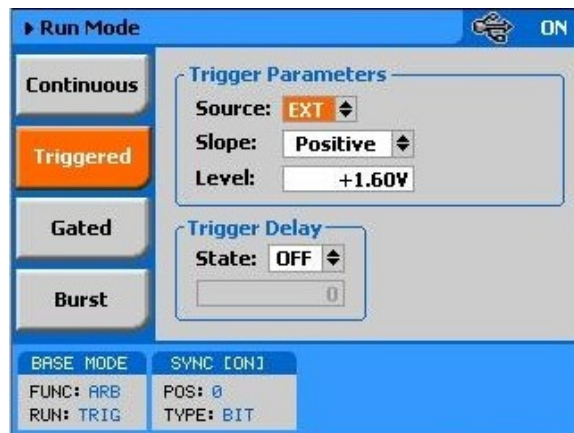 Run Mode
ON
Continuous
Triggered
Gated
Burst
Trigger Parameters
Source: EXT
Slope: Positive
Level: +1.60V
Trigger Delay
State: OFF
0
BASE MODE
FUNC: ARB
RUN: TRIG
SYNC [ON]
POS: 0
TYPE: BIT